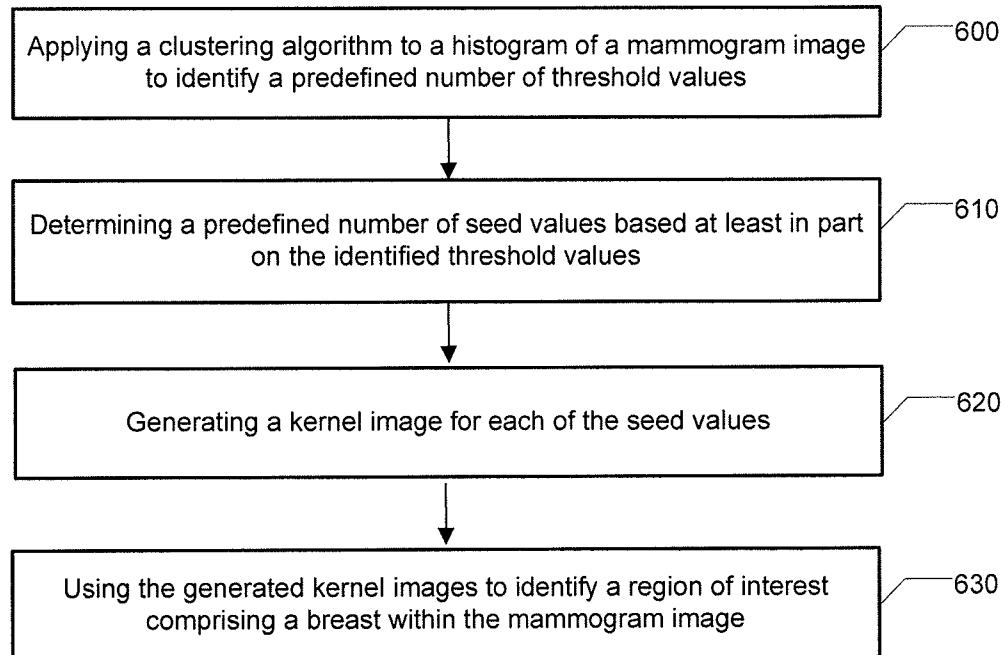 Applying a clustering algorithm to a histogram of a mammogram image
to identify a predefined number of threshold values
600
Determining a predefined number of seed values based at least in part
on the identified threshold values
610
Generating a kernel image for each of the seed values
620
Using the generated kernel images to identify a region of interest
comprising a breast within the mammogram image
630